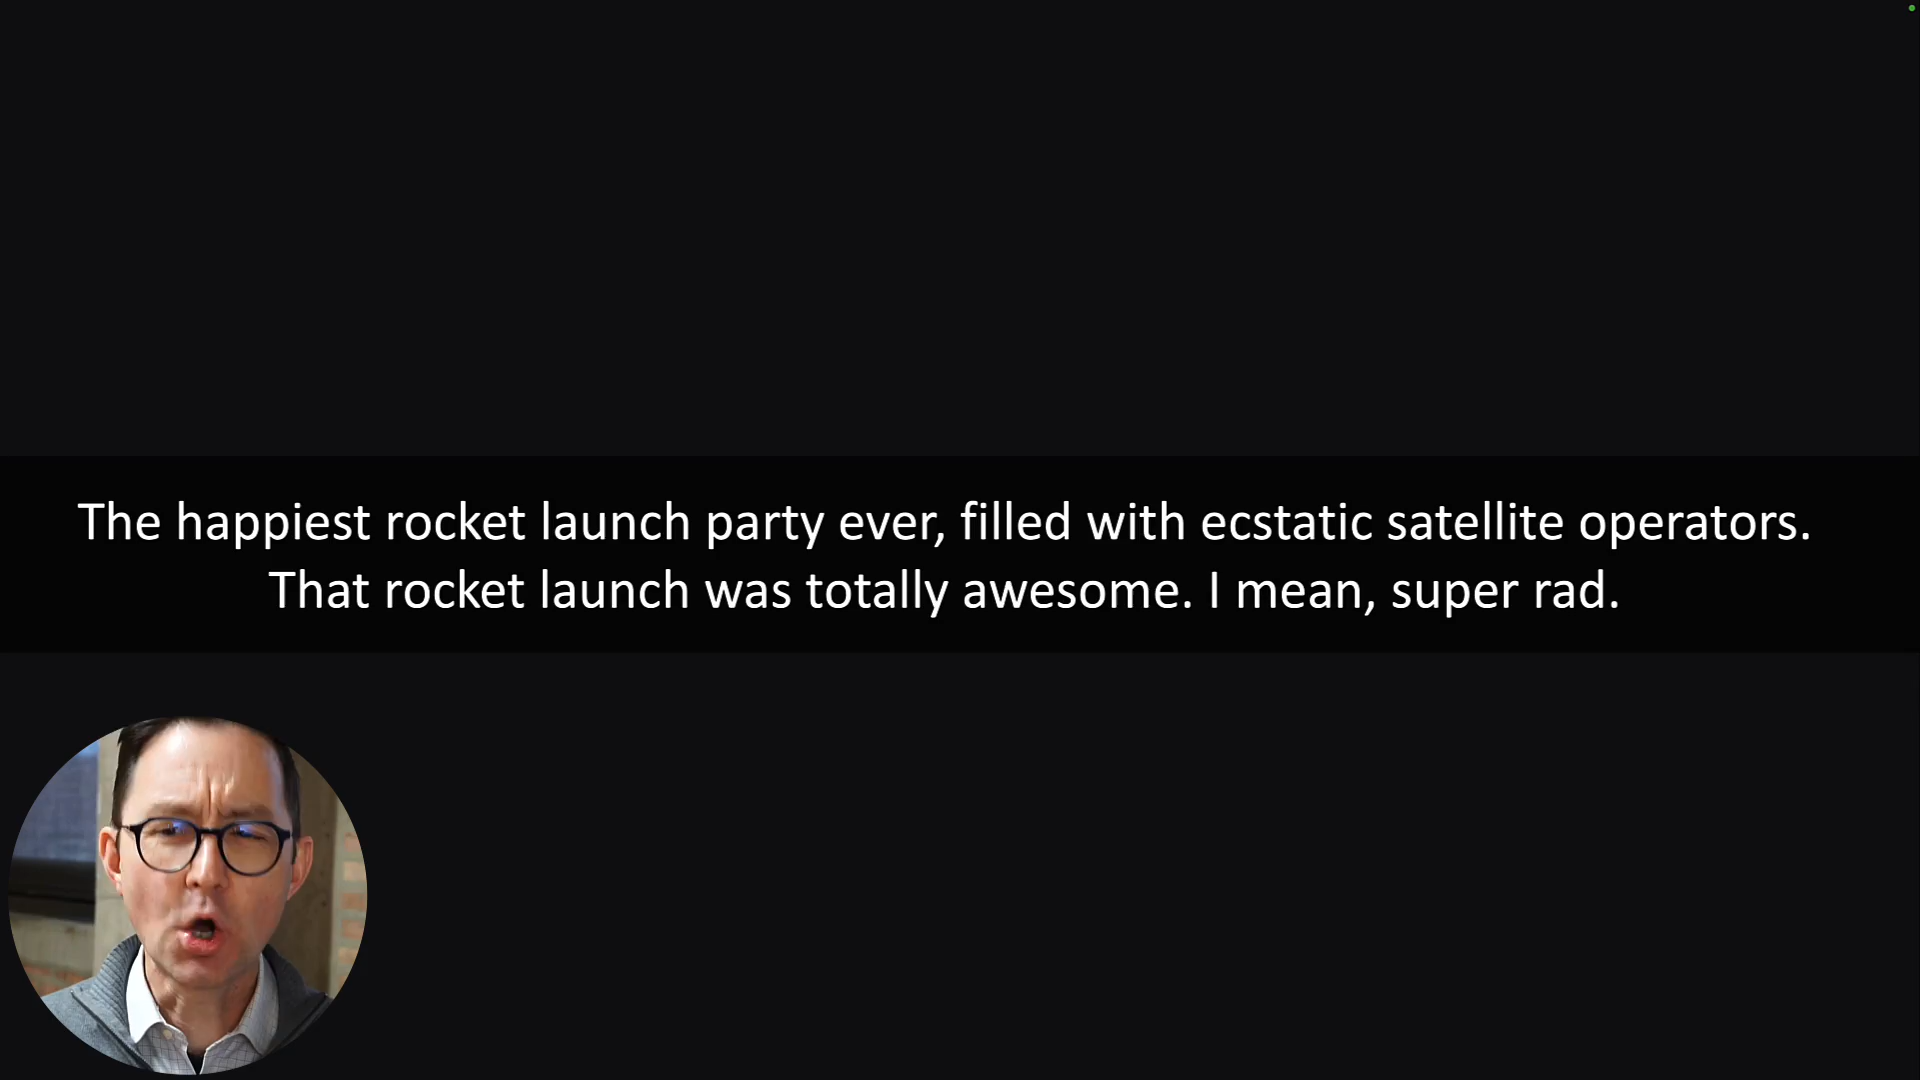 The happiest rocket launch party ever, filled with ecstatic satellite operators.
That rocket launch was totally awesome. I mean, super rad.